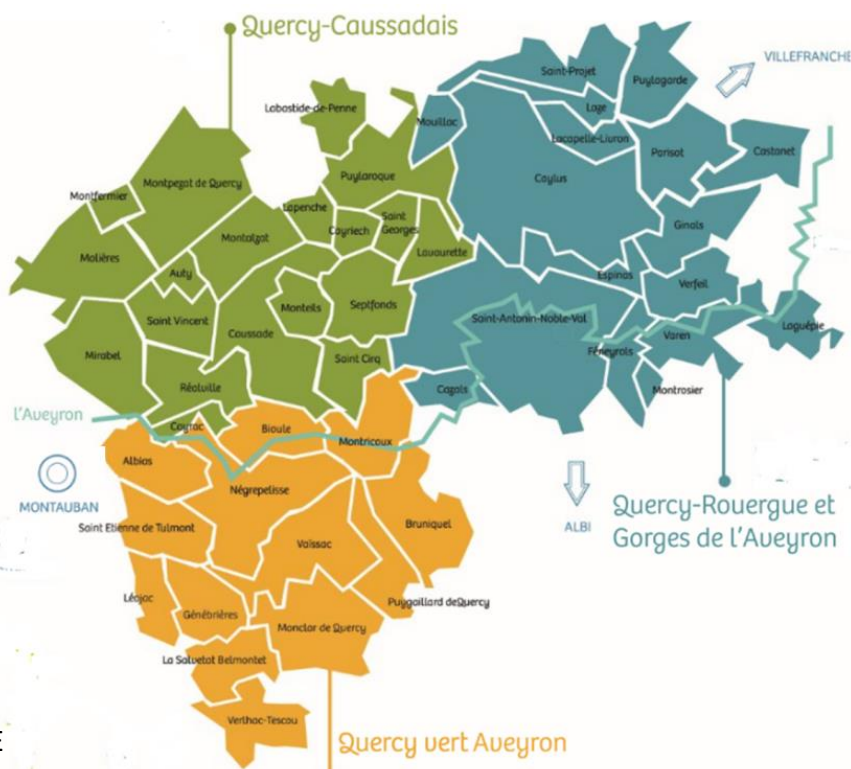 Quercy-Caussadais
VILLEFRANCHE
Saint-Projet
Puylagarde
Labastide-de-Penne
Loze
Mouillac
Lacapelle-Livron
Parisot
Castanet
Puylaroque
Caylus
Montpezat de Quercy
Montfermier
Lapenche
Saint
Georges
Cayriech
Ginals
Montalzat
Lavaurette
Molières
Auty
Espinas
Verfeil
Monteils
Septfonds
Saint Vincent
Saint-Antonin-Noble-Val
Laguépie
Caussade
Varen
Mirabel
Saint Cirq
Féneyrols
Réalville
Cazals
Montrosier
l'Aveyron
Cayrac
Bioule
Montricoux
Albias
MONTAUBAN
Nègrepelisse
Quercy-Rouergue et
Gorges de l'Aveyron
ALBI
Saint Etienne de Tulmont
Bruniquel
Vaïssac
Léojac
Puygaillard deQuercy
Génébrières
Monclar de Quercy
La Salvetat Belmontet
Verlhac-Tescou
E
Quercy vert Aveyron